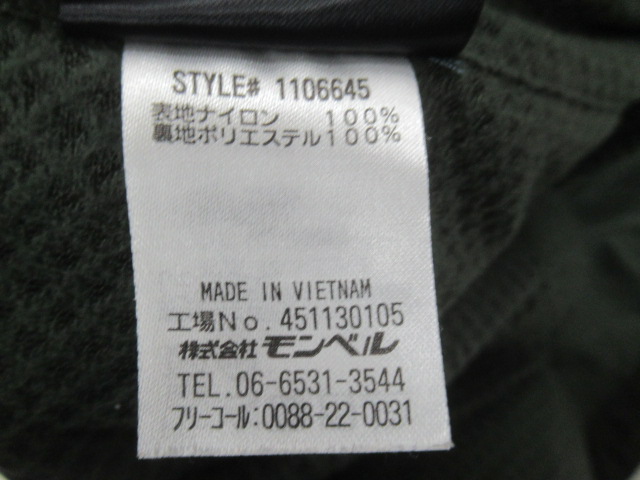 STYLE# 1106645
表地ナイロン 100%
裏地ポリエステル100%
MADE IN VIETNAM
工場No.451130105
株式会社モンベル
TEL.06-6531-3544
フリーコール:0088-22-0031